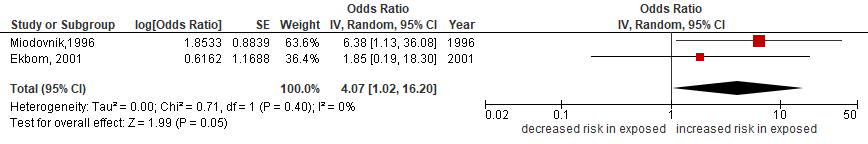 Odds Ratio Odds Ratio
Study or Subgroup log[Odds Ratio] SE Weight IV, Random, 95% CI Year IV, Random, 95% CI
Miodovnik,1996 1.8533 0.8839 63.6% 6.38 [1.13, 36.08] 1996
Ekbom, 2001 0.6162 1.1688 36.4% 1.85 [0.19, 18.30] 2001
Total (95% CI) 100.0% 4.07 [1.02, 16.20]
Heterogeneity: Tau² = 0.00; Chi² = 0.71, df = 1 (P = 0.40); I² = 0%
Test for overall effect: Z = 1.99 (P = 0.05)
0.02 0.1 1 10 50
decreased risk in exposed increased risk in exposed